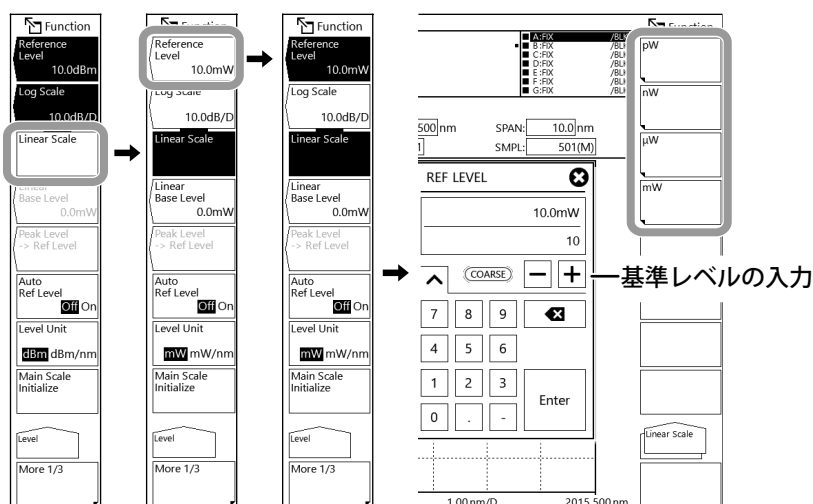 Function
Reference
Level
10.0dBm
Log Scale
10.0dB/D
Linear Scale
Linear
Base Level
0.0mW
Peak Level
-> Ref Level
Auto
Ref Level
Off On
Level Unit
dBm dBm/nm
Main Scale
Initialize
Level
More 1/3
Function
Reference
Level
10.0mW
Log Scale
10.0dB/D
Linear Scale
Linear
Base Level
0.0mW
Peak Level
-> Ref Level
Auto
Ref Level
Off On
Level Unit
mW mW/nm
Main Scale
Initialize
Level
More 1/3
Function
Reference
Level
10.0mW
Log Scale
10.0dB/D
Linear Scale
Linear
Base Level
0.0mW
Peak Level
-> Ref Level
Auto
Ref Level
Off On
Level Unit
mW mW/nm
Main Scale
Initialize
Level
More 1/3
A:FIX /BLK
B:FIX /BLK
C:FIX /BLK
D:FIX /BLK
E:FIX /BLK
F:FIX /BLK
G:FIX /BLK
500 nm SPAN: 10.0 nm
SMPL: 501(M)
REF LEVEL
10.0mW
10
COARSE − +
7 8 9
4 5 6
1 2 3
Enter
0 . -
1.00 nm/D 2015.500 nm
基準レベルの入力
Function
pW
nW
μW
mW
Linear Scale